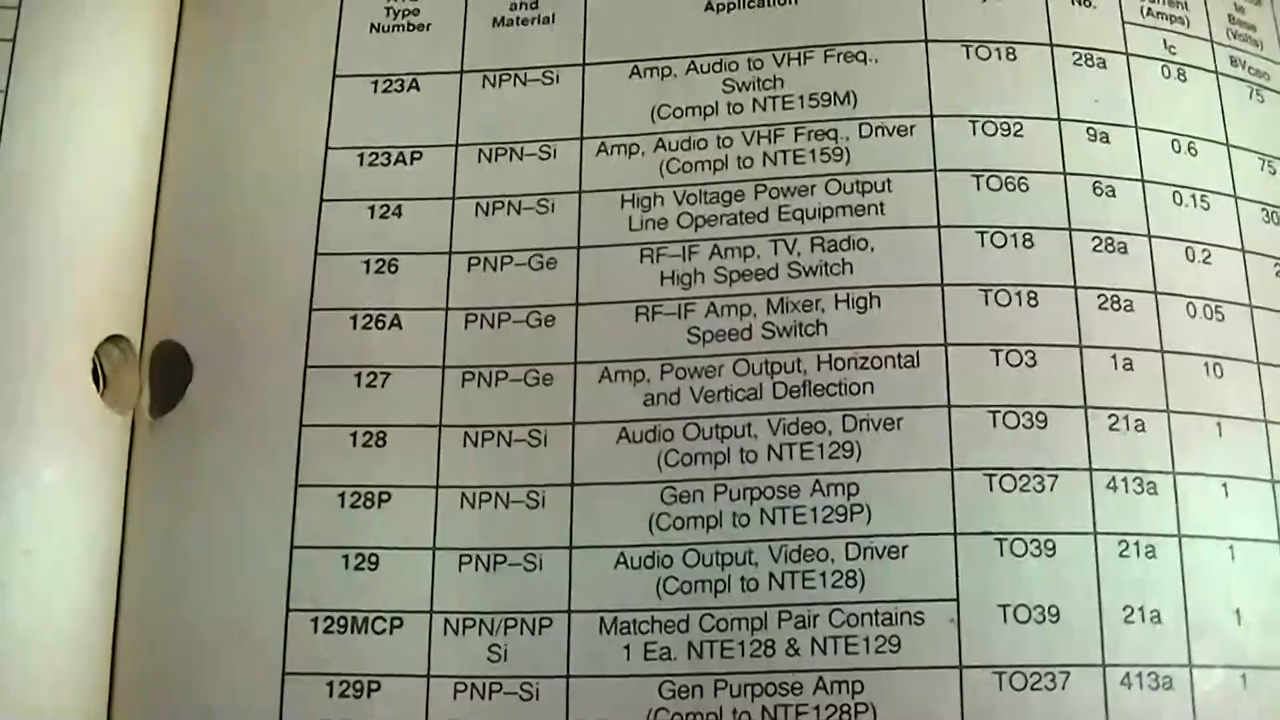 Type
Number
and
Material
Application
No.
(Amps)
Base
(Volts)
IC
BVCBO
123A NPN–Si Amp, Audio to VHF Freq., TO18 28a 0.8 75
Switch
(Compl to NTE159M)
123AP NPN–Si Amp, Audio to VHF Freq., Driver TO92 9a 0.6 75
(Compl to NTE159)
124 NPN–Si High Voltage Power Output TO66 6a 0.15 30
Line Operated Equipment
126 PNP–Ge RF–IF Amp, TV, Radio, TO18 28a 0.2
High Speed Switch
126A PNP–Ge RF–IF Amp, Mixer, High TO18 28a 0.05
Speed Switch
127 PNP–Ge Amp, Power Output, Horizontal TO3 1a 10
and Vertical Deflection
128 NPN–Si Audio Output, Video, Driver TO39 21a 1
(Compl to NTE129)
128P NPN–Si Gen Purpose Amp TO237 413a 1
(Compl to NTE129P)
129 PNP–Si Audio Output, Video, Driver TO39 21a 1
(Compl to NTE128)
129MCP NPN/PNP Matched Compl Pair Contains TO39 21a 1
Si 1 Ea. NTE128 & NTE129
129P PNP–Si Gen Purpose Amp TO237 413a 1
(Compl to NTE128P)